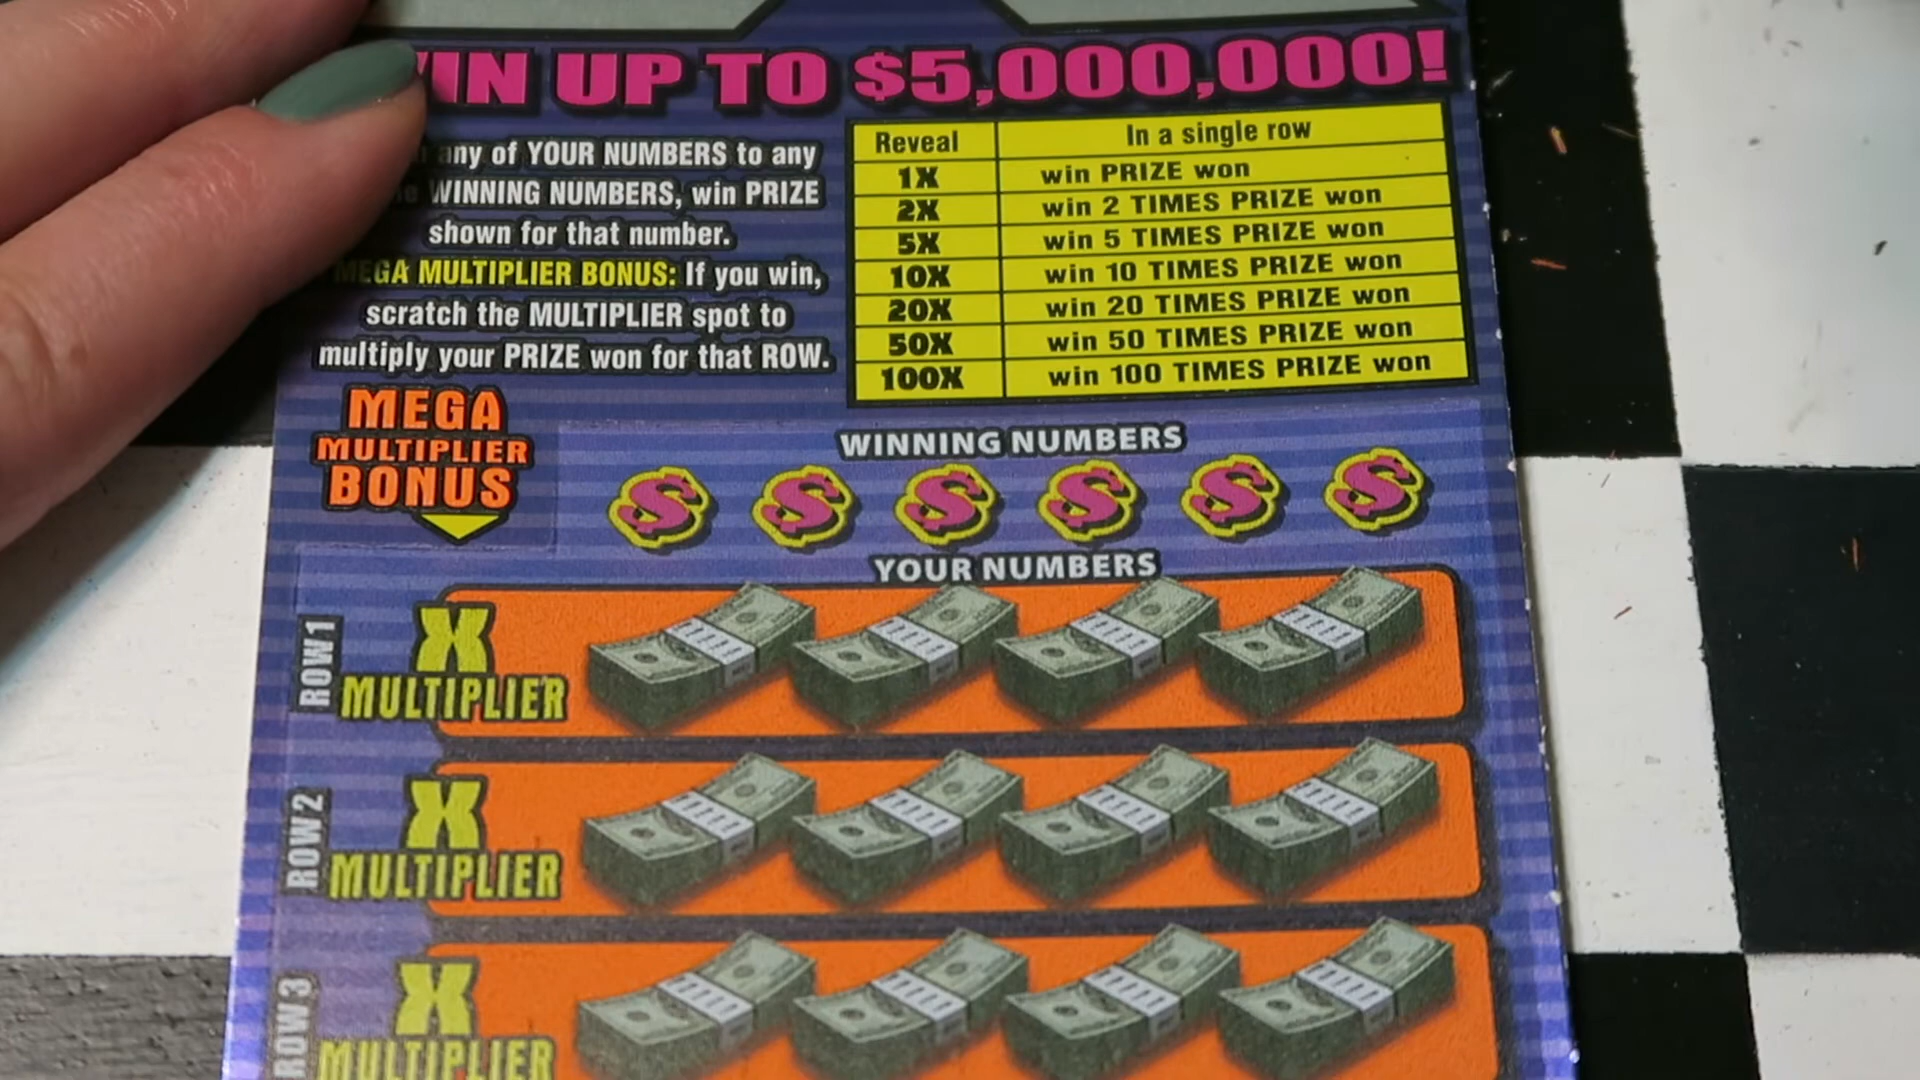 IN UP TO $5,000,000!
any of YOUR NUMBERS to any
WINNING NUMBERS, win PRIZE
shown for that number.
MEGA MULTIPLIER BONUS: If you win,
scratch the MULTIPLIER spot to
multiply your PRIZE won for that ROW.
Reveal In a single row
1X win PRIZE won
2X win 2 TIMES PRIZE won
5X win 5 TIMES PRIZE won
10X win 10 TIMES PRIZE won
20X win 20 TIMES PRIZE won
50X win 50 TIMES PRIZE won
100X win 100 TIMES PRIZE won
MEGA
MULTIPLIER
BONUS
WINNING NUMBERS
$ $ $ $ $ $
YOUR NUMBERS
ROW 1
X
MULTIPLIER
ROW 2
X
MULTIPLIER
ROW 3
X
MULTIPLIER